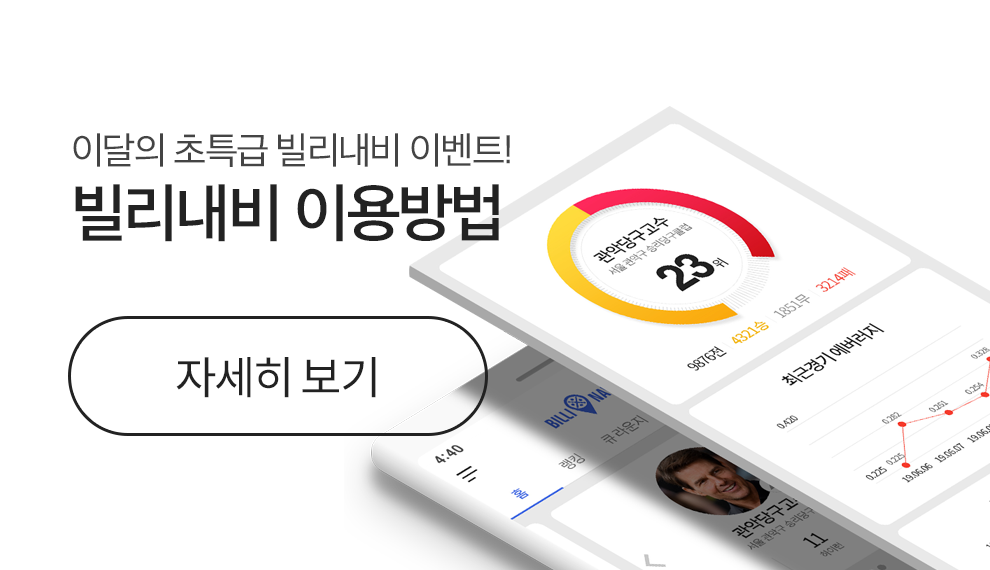 이달의 초특급 빌리내비 이벤트!
빌리내비 이용방법
자세히 보기
관악당구고수
서울 관악구 승리당구클럽
23위
9876전 4321승 1851무 3214패
최근경기 에버러지
0.420
0.328
0.282 0.251 0.254
0.225 0.225
19.06.06 19.06.07 19.06.0
4:40
BILLI NA
홈 랭킹 큐 라운지
관악당구고
서울 관악구 승리당구
11
하이런